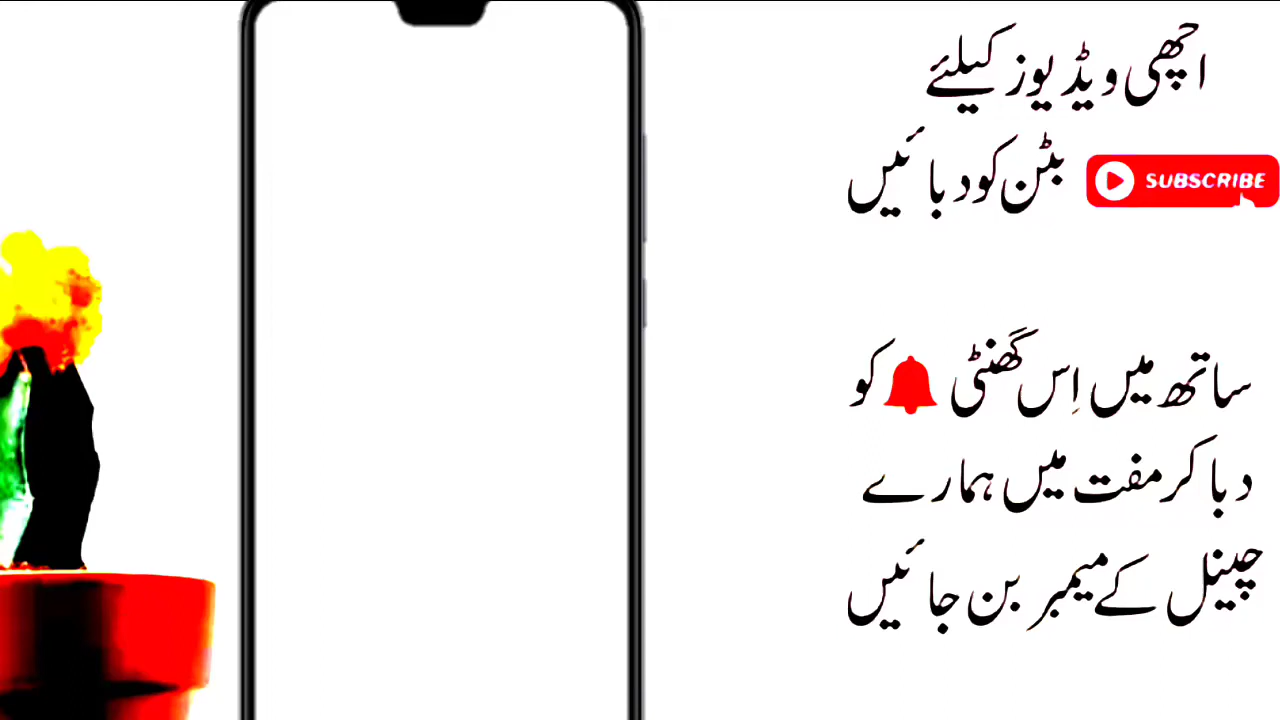 اچھی ویڈیوز کیلئے
SUBSCRIBE بٹن کو دبائیں
ساتھ میں اِس گھنٹی کو
دبا کر مفت میں ہمارے
چینل کے میمبر بن جائیں